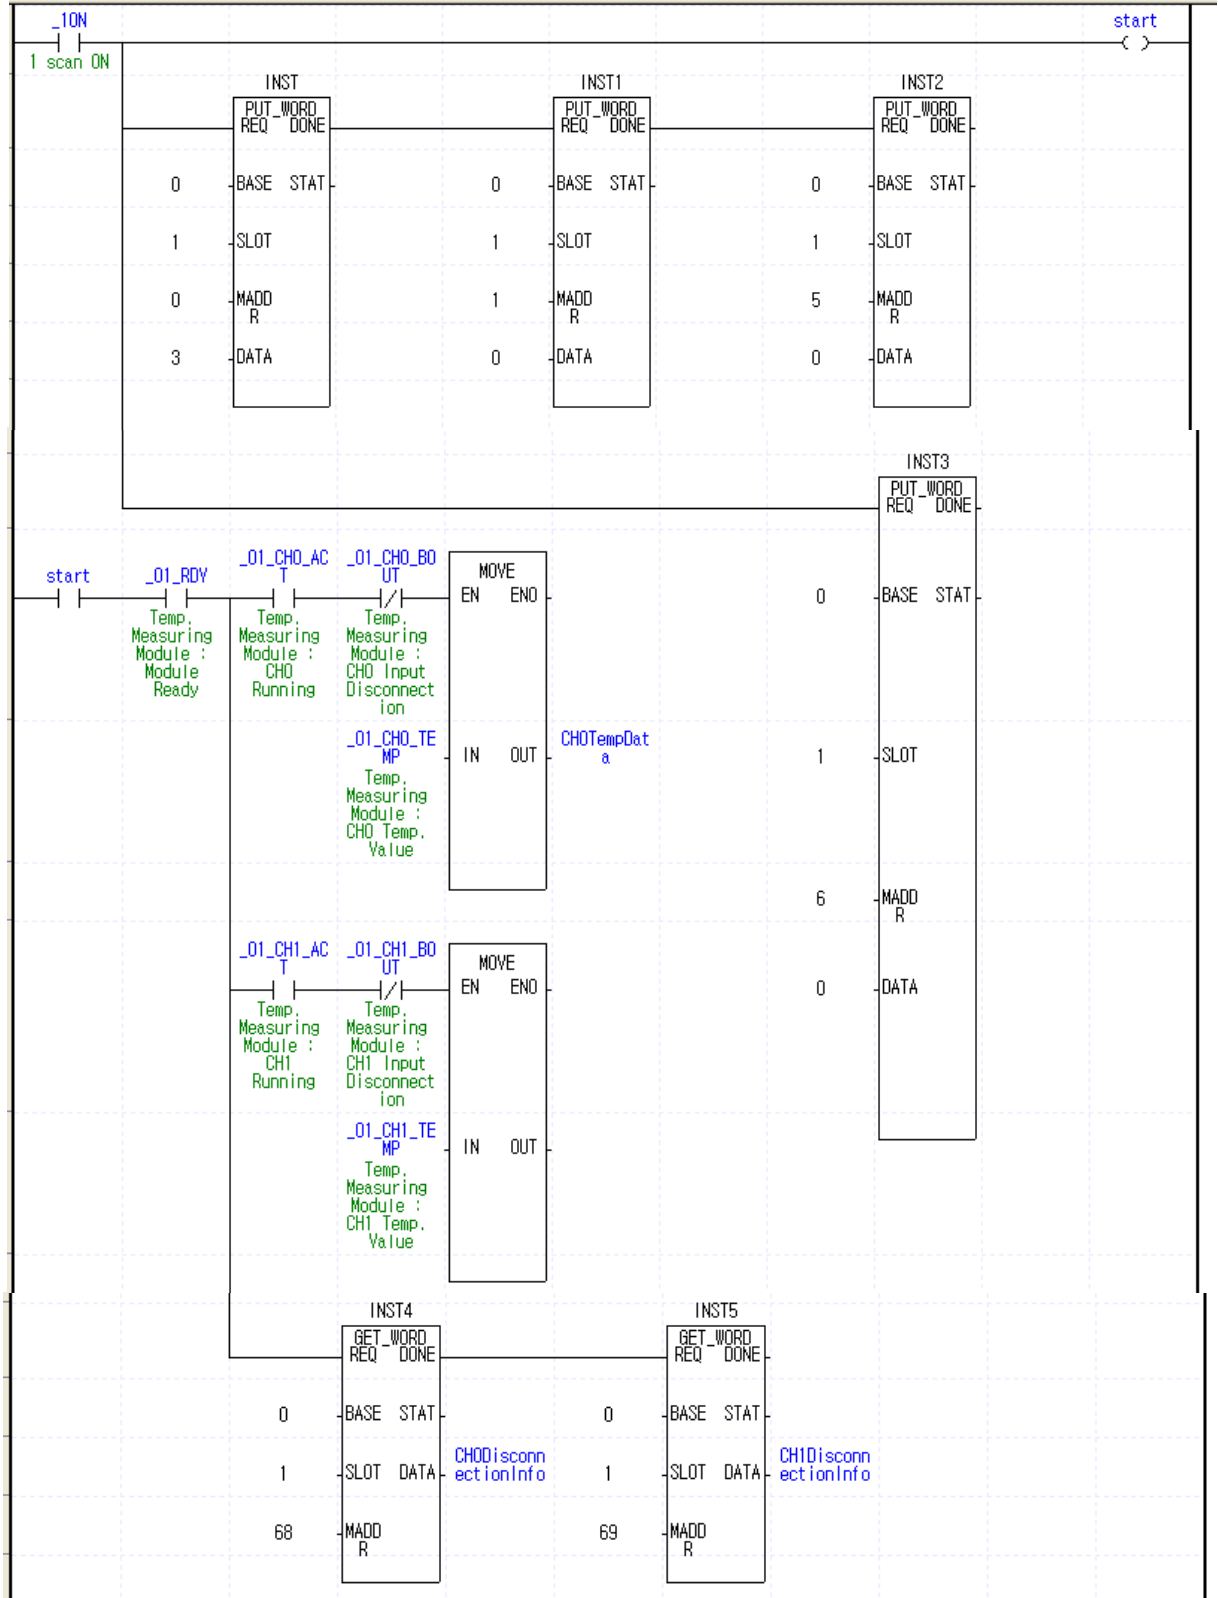 _1ON
start
1 scan ON
INST
INST1
INST2
PUT_WORD
PUT_WORD
PUT_WORD
REQ DONE
REQ DONE
REQ DONE
0
BASE STAT
0
BASE STAT
0
BASE STAT
1
SLOT
1
SLOT
1
SLOT
0
MADD
R
1
MADD
R
5
MADD
R
3
DATA
0
DATA
0
DATA
INST3
PUT_WORD
REQ DONE
start
_01_RDY
_01_CH0_AC
T
_01_CH0_BO
UT
MOVE
EN ENO
0
BASE STAT
Temp.
Measuring
Module :
Module
Ready
Temp.
Measuring
Module :
CH0
Running
Temp.
Measuring
Module :
CH0 Input
Disconnect
ion
_01_CH0_TE
MP
IN OUT
CH0TempDat
a
1
SLOT
Temp.
Measuring
Module :
CH0 Temp.
Value
6
MADD
R
_01_CH1_AC
T
_01_CH1_BO
UT
MOVE
EN ENO
0
DATA
Temp.
Measuring
Module :
CH1
Running
Temp.
Measuring
Module :
CH1 Input
Disconnect
ion
_01_CH1_TE
MP
IN OUT
Temp.
Measuring
Module :
CH1 Temp.
Value
INST4
INST5
GET_WORD
GET_WORD
REQ DONE
REQ DONE
0
BASE STAT
0
BASE STAT
1
SLOT DATA
CH0Disconn
ectionInfo
1
SLOT DATA
CH1Disconn
ectionInfo
68
MADD
R
69
MADD
R